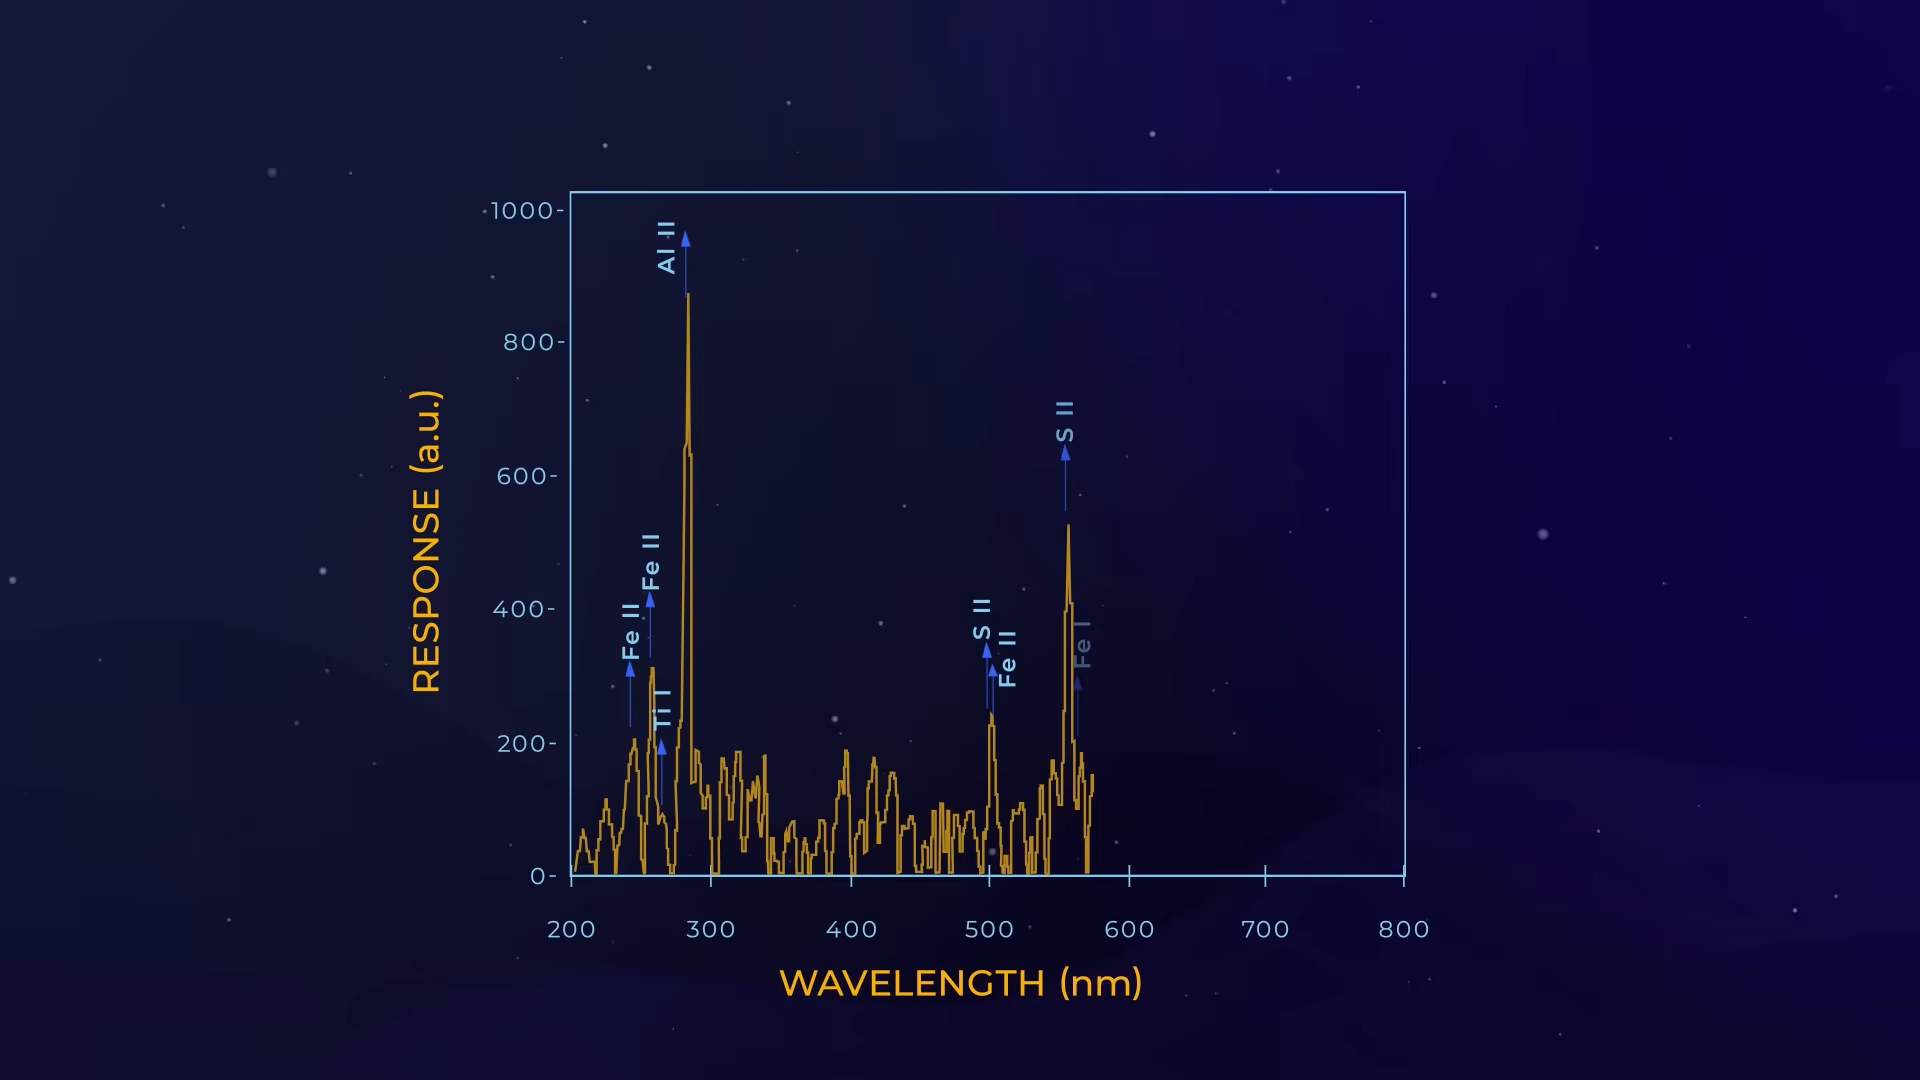 1000-
800-
600-
400-
200-
0-
RESPONSE (a.u.)
Al II
Fe II
Fe II
Ti I
S II
Fe II
S II
Fe I
200 300 400 500 600 700 800
WAVELENGTH (nm)